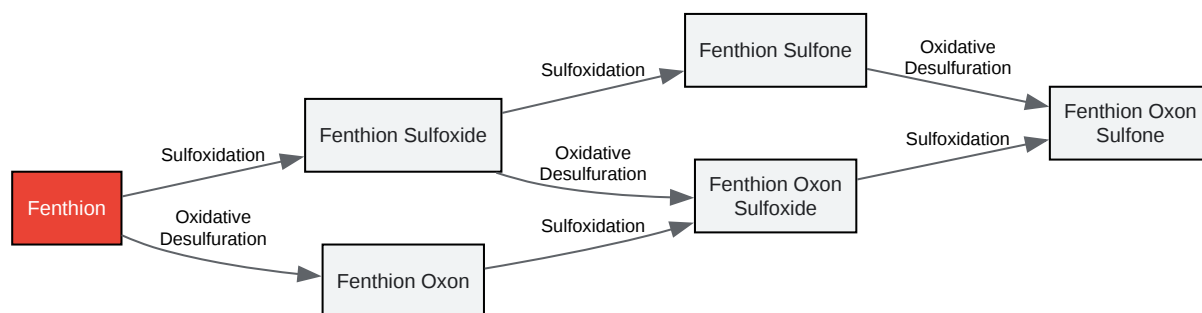 Fenthion Sulfone
Oxidative
Desulfuration
Sulfoxidation
Fenthion Oxon
Sulfone
Fenthion Sulfoxide
Sulfoxidation
Sulfoxidation
Oxidative
Desulfuration
Fenthion Oxon
Sulfoxide
Fenthion
Oxidative
Desulfuration
Sulfoxidation
Fenthion Oxon